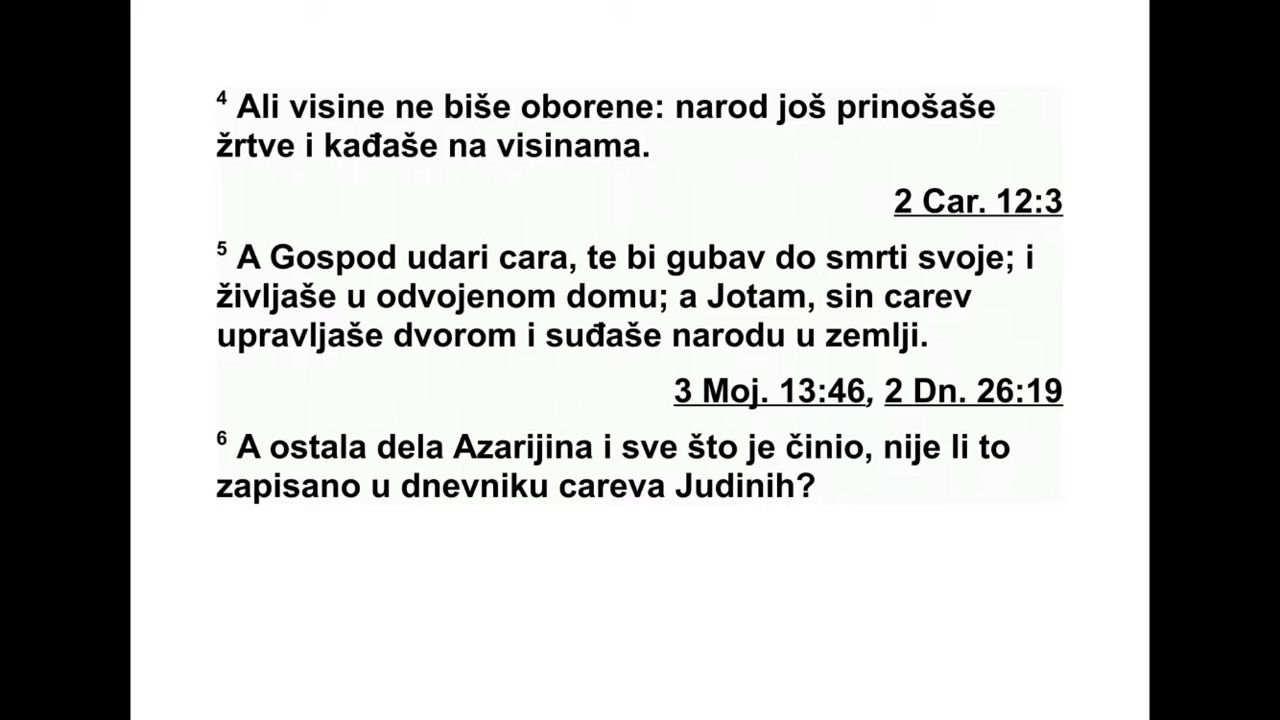 4 Ali visine ne biše oborene: narod još prinošaše
žrtve i kađaše na visinama.
2 Car. 12:3
5 A Gospod udari cara, te bi gubav do smrti svoje; i
življaše u odvojenom domu; a Jotam, sin carev
upravljaše dvorom i suđaše narodu u zemlji.
3 Moj. 13:46, 2 Dn. 26:19
6 A ostala dela Azarijina i sve što je činio, nije li to
zapisano u dnevniku careva Judinih?